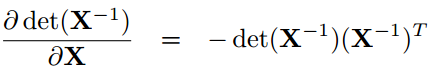 ∂ det(X⁻¹)/∂X = − det(X⁻¹)(X⁻¹)ᵀ